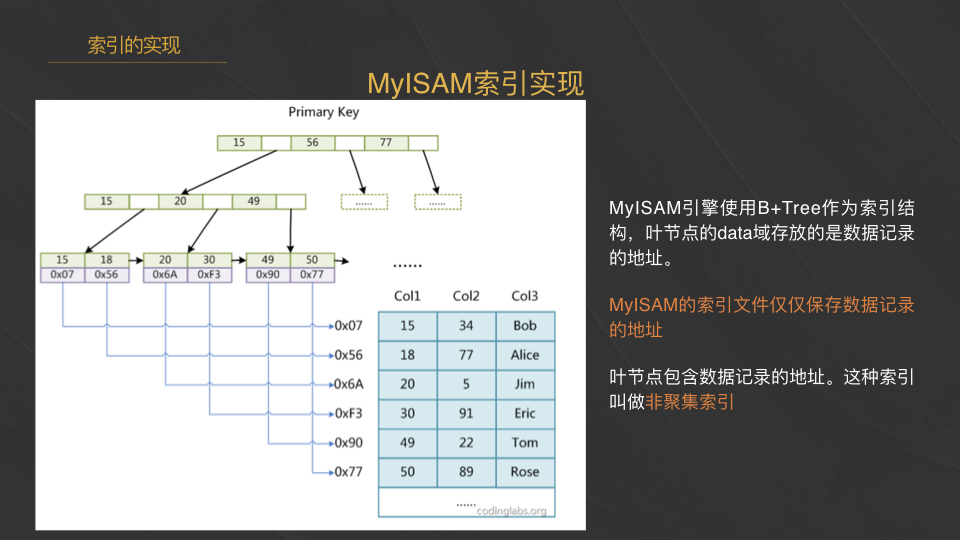 索引的实现
MyISAM索引实现
Primary Key
15 56 77
15 20 49
...... ......
15 18 20 30 49 50
0x07 0x56 0x6A 0xF3 0x90 0x77
......
Col1 Col2 Col3
0x07 15 34 Bob
0x56 18 77 Alice
0x6A 20 5 Jim
0xF3 30 91 Eric
0x90 49 22 Tom
0x77 50 89 Rose
......
codinglabs.org
MyISAM引擎使用B+Tree作为索引结
构，叶节点的data域存放的是数据记录
的地址。
MyISAM的索引文件仅仅保存数据记录
的地址
叶节点包含数据记录的地址。这种索引
叫做非聚集索引